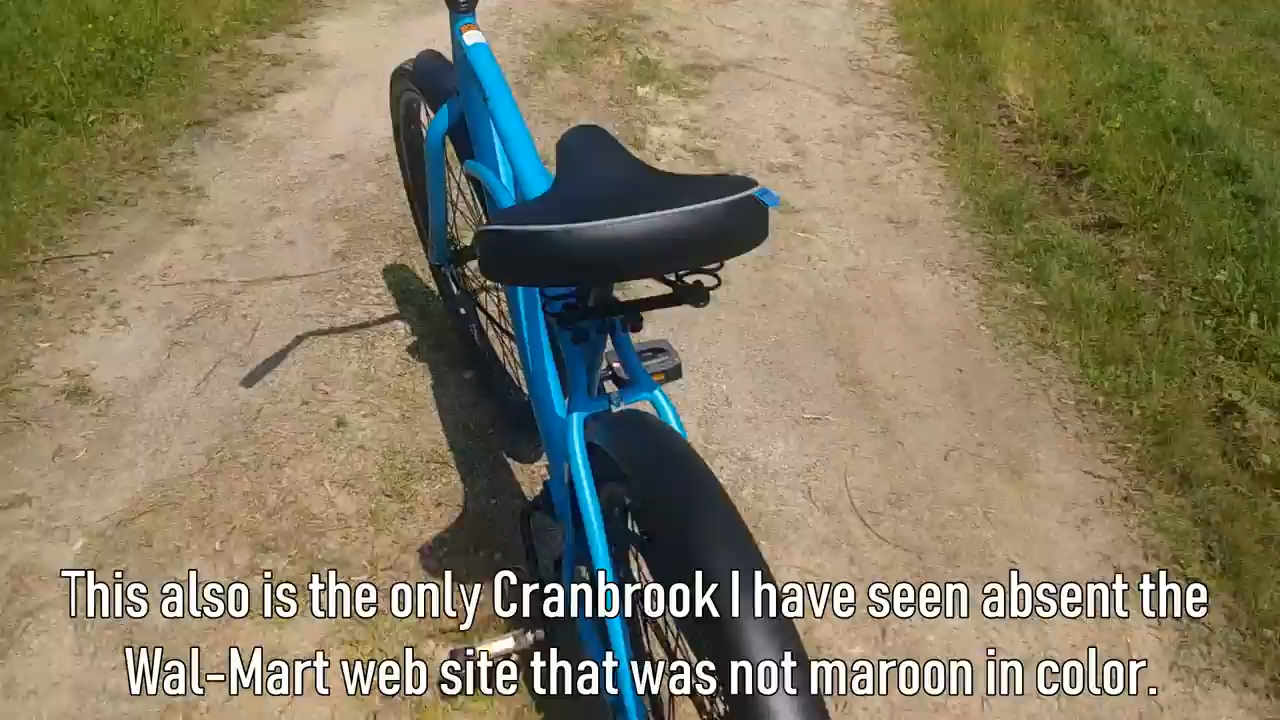 This also is the only Cranbrook I have seen absent the
Wal-Mart web site that was not maroon in color.